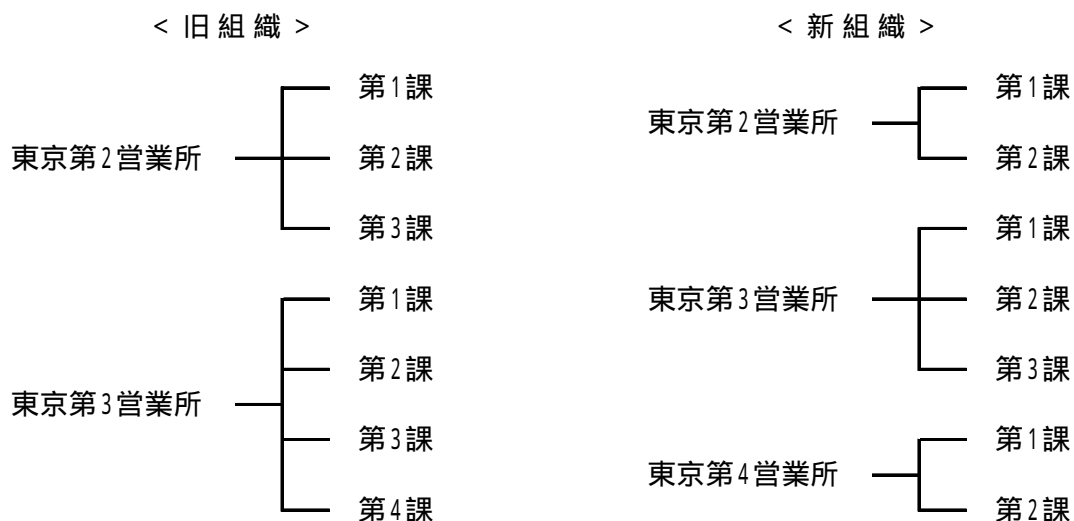 <旧組織>
第1課
東京第2営業所
第2課
第3課
第1課
第2課
東京第3営業所
第3課
第4課
<新組織>
第1課
東京第2営業所
第2課
第1課
東京第3営業所
第2課
第3課
第1課
東京第4営業所
第2課